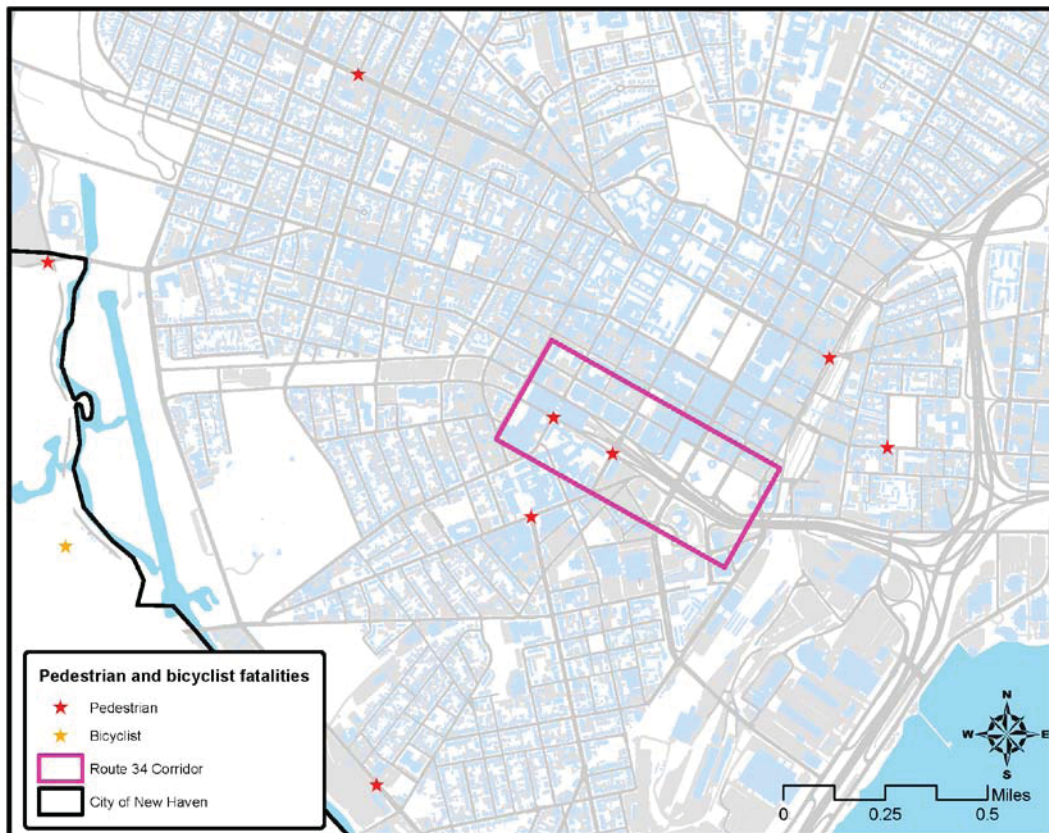 Pedestrian and bicyclist fatalities
Pedestrian
Bicyclist
Route 34 Corridor
City of New Haven
N
W E
S
Miles
0 0.25 0.5